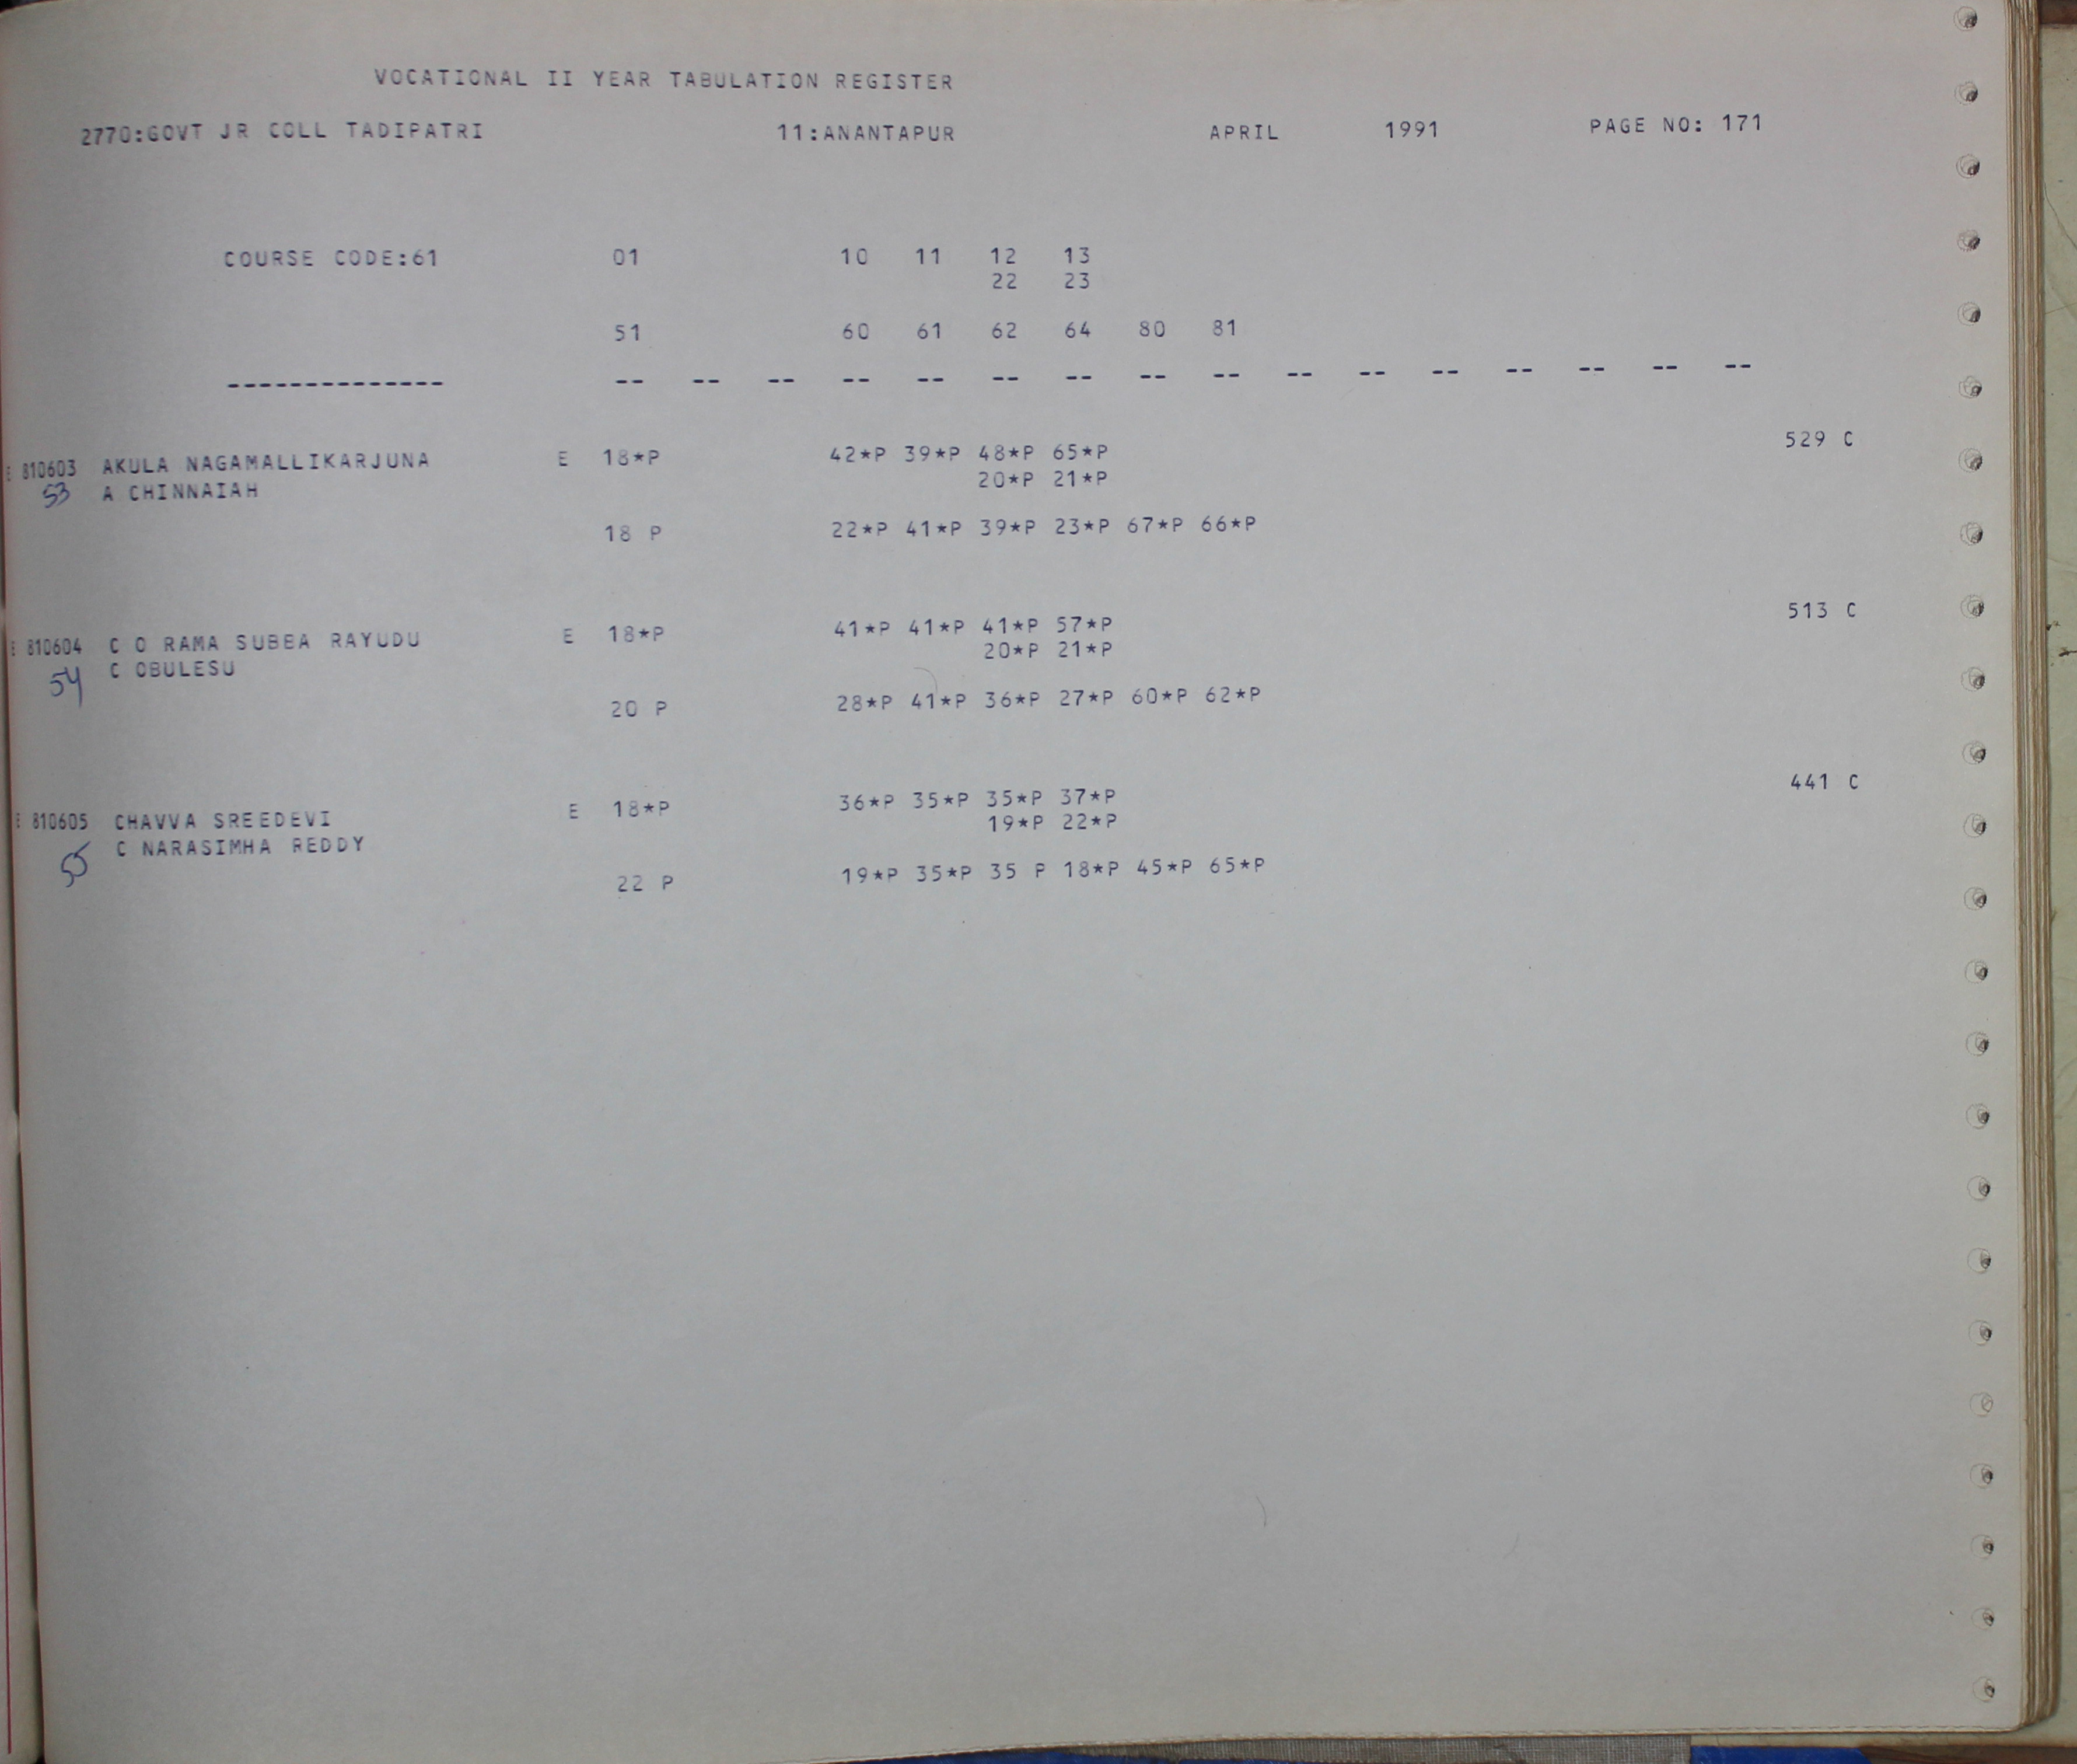 VOCATIONAL II YEAR TABULATION REGISTER
2770:GOVT JR COLL TADIPATRI 11:ANANTAPUR APRIL 1991 PAGE NO: 171
COURSE CODE:61 01 10 11 12 13
22 23
51 60 61 62 64 80 81
-------------- -- -- -- -- -- -- -- -- -- -- -- -- -- -- -- --
E 810603 AKULA NAGAMALLIKARJUNA E 18*P 42*P 39*P 48*P 65*P 529 C
53 A CHINNAIAH 20*P 21*P
18 P 22*P 41*P 39*P 23*P 67*P 66*P
E 810604 C O RAMA SUBBA RAYUDU E 18*P 41*P 41*P 41*P 57*P 513 C
54 C OBULESU 20*P 21*P
20 P 28*P 41*P 36*P 27*P 60*P 62*P
E 810605 CHAVVA SREEDEVI E 18*P 36*P 35*P 35*P 37*P 441 C
55 C NARASIMHA REDDY 19*P 22*P
22 P 19*P 35*P 35 P 18*P 45*P 65*P